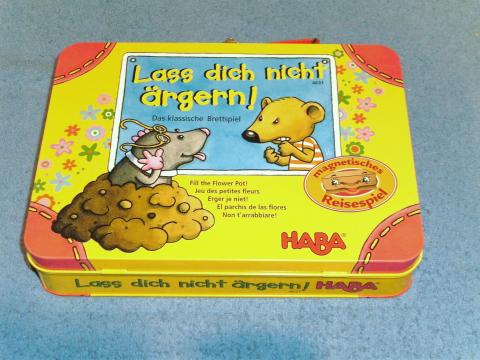 Lass dich nicht
ärgern!
Das klassische Brettspiel
Fill the Flower Pot!
Jeu des petites fleurs
Erger je niet!
El parchis de las flores
Non t'arrabbiare!
magnetisches
Reisespiel
HABA®
Lass dich nicht ärgern! HABA®